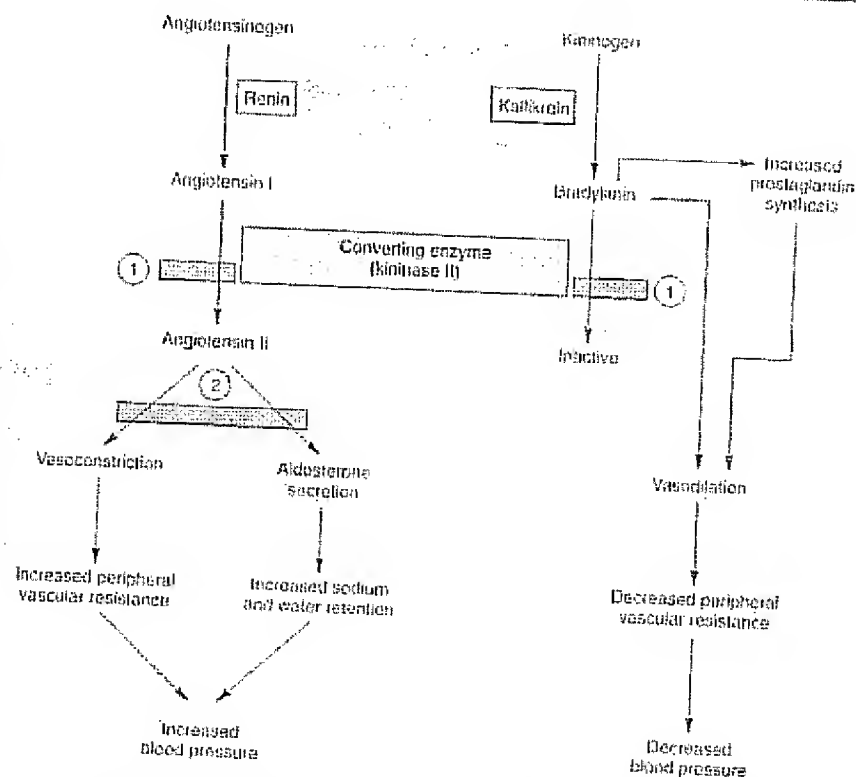 Angiotensinogen
Kininogen
Renin
Kallikrein
Angiotensin I
Bradykinin
Increased
prostaglandin
synthesis
Converting enzyme
(kininase II)
1
1
Angiotensin II
Inactive
2
Vasoconstriction
Aldosterone
secretion
Vasodilation
Increased peripheral
vascular resistance
Increased sodium
and water retention
Decreased peripheral
vascular resistance
Increased
blood pressure
Decreased
blood pressure